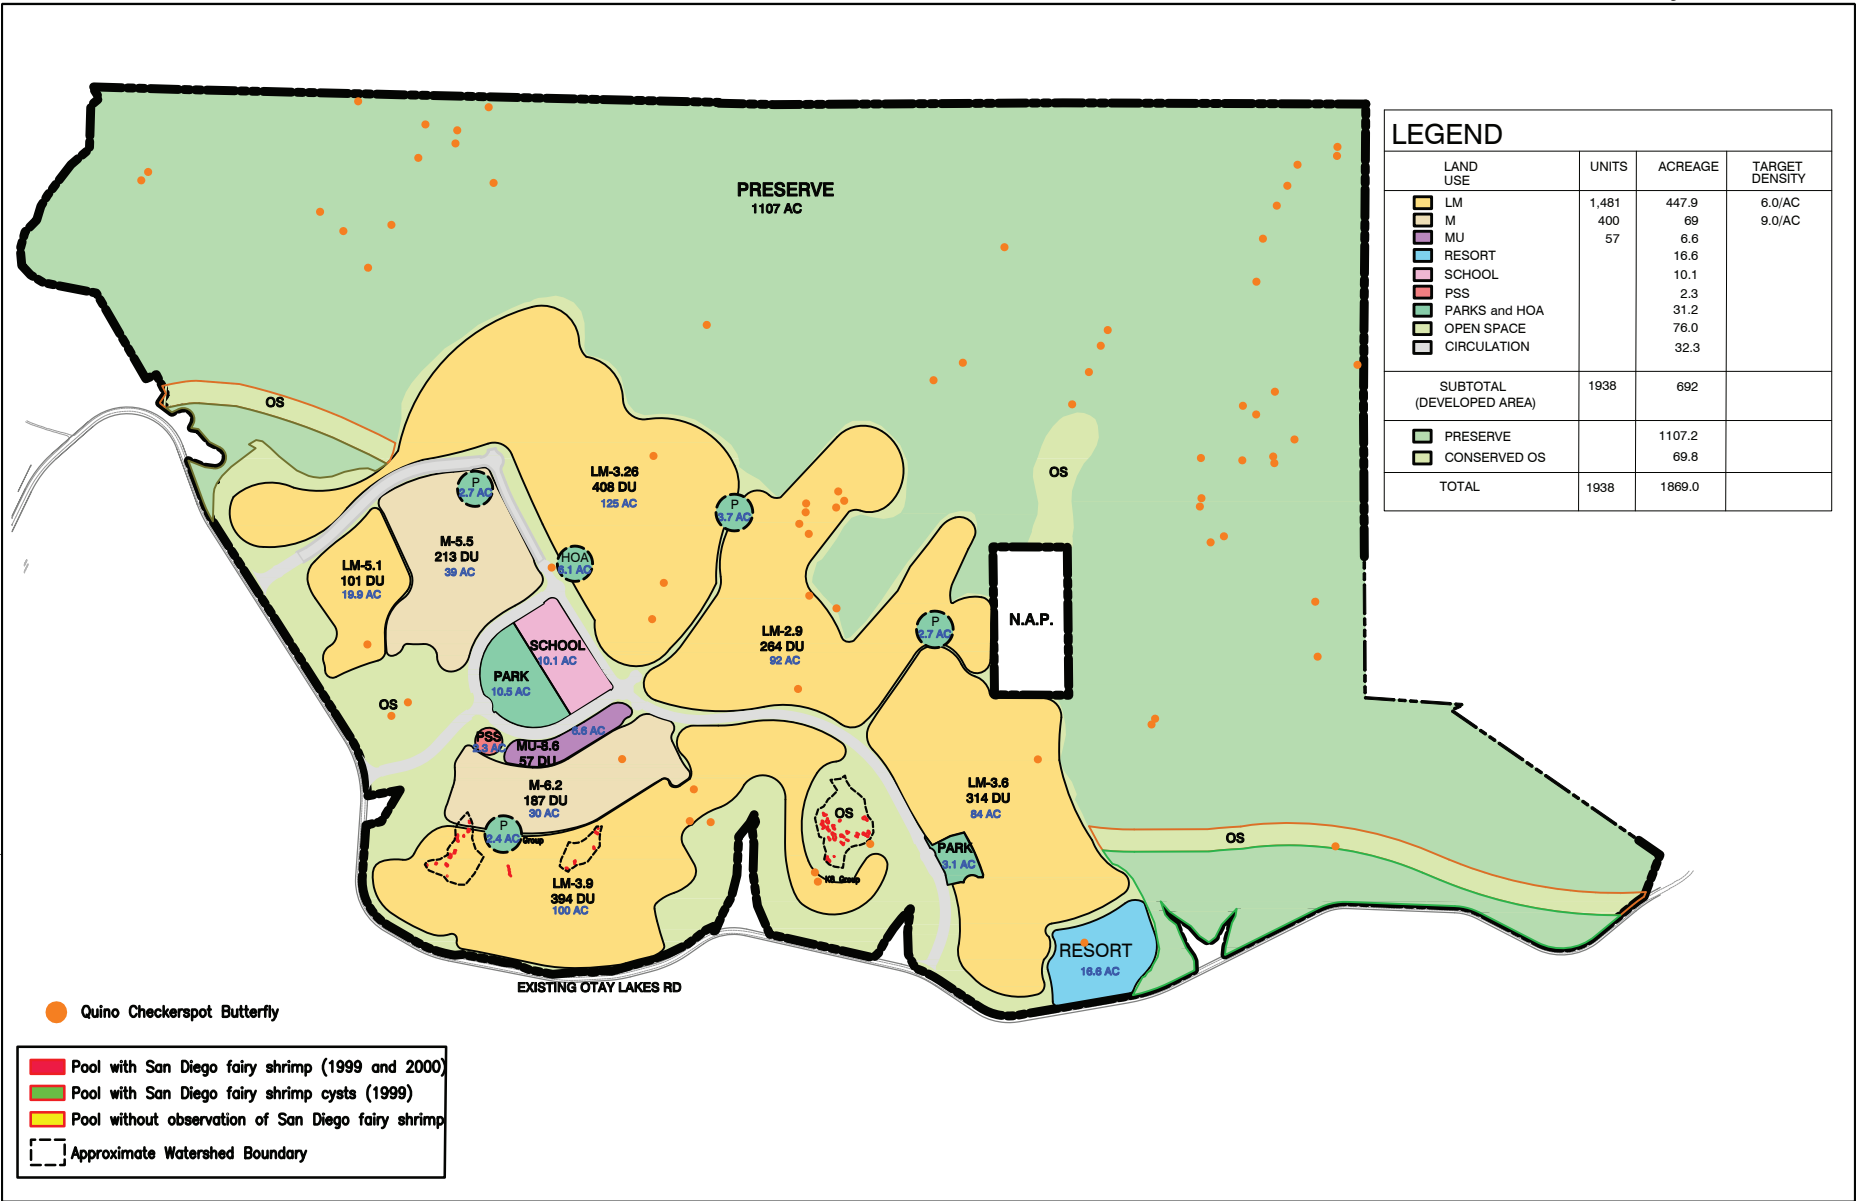 PRESERVE
1107 AC
LEGEND
LAND USE UNITS ACREAGE TARGET DENSITY
LM 1,481 447.9 6.0/AC
M 400 69 9.0/AC
MU 57 6.6
RESORT 16.6
SCHOOL 10.1
PSS 2.3
PARKS and HOA 31.2
OPEN SPACE 76.0
CIRCULATION 32.3
SUBTOTAL 1938 692
(DEVELOPED AREA)
PRESERVE 1107.2
CONSERVED OS 69.8
TOTAL 1938 1869.0
OS
OS
LM-3.26
408 DU
125 AC
P
2.7 AC
P
3.7 AC
M-5.5
213 DU
39 AC
HOA
LM-5.1
101 DU
19.9 AC
N.A.P.
P
2.7 AC
LM-2.9
264 DU
92 AC
SCHOOL
10.1 AC
PARK
10.5 AC
OS
PSS
MU-8.6
57 DU
6.6 AC
M-6.2
187 DU
30 AC
LM-3.6
314 DU
84 AC
OS
P
2.4 AC
Group
OS
PARK
3.1 AC
K8 Group
LM-3.9
394 DU
100 AC
RESORT
16.6 AC
EXISTING OTAY LAKES RD
Quino Checkerspot Butterfly
Pool with San Diego fairy shrimp (1999 and 2000)
Pool with San Diego fairy shrimp cysts (1999)
Pool without observation of San Diego fairy shrimp
Approximate Watershed Boundary